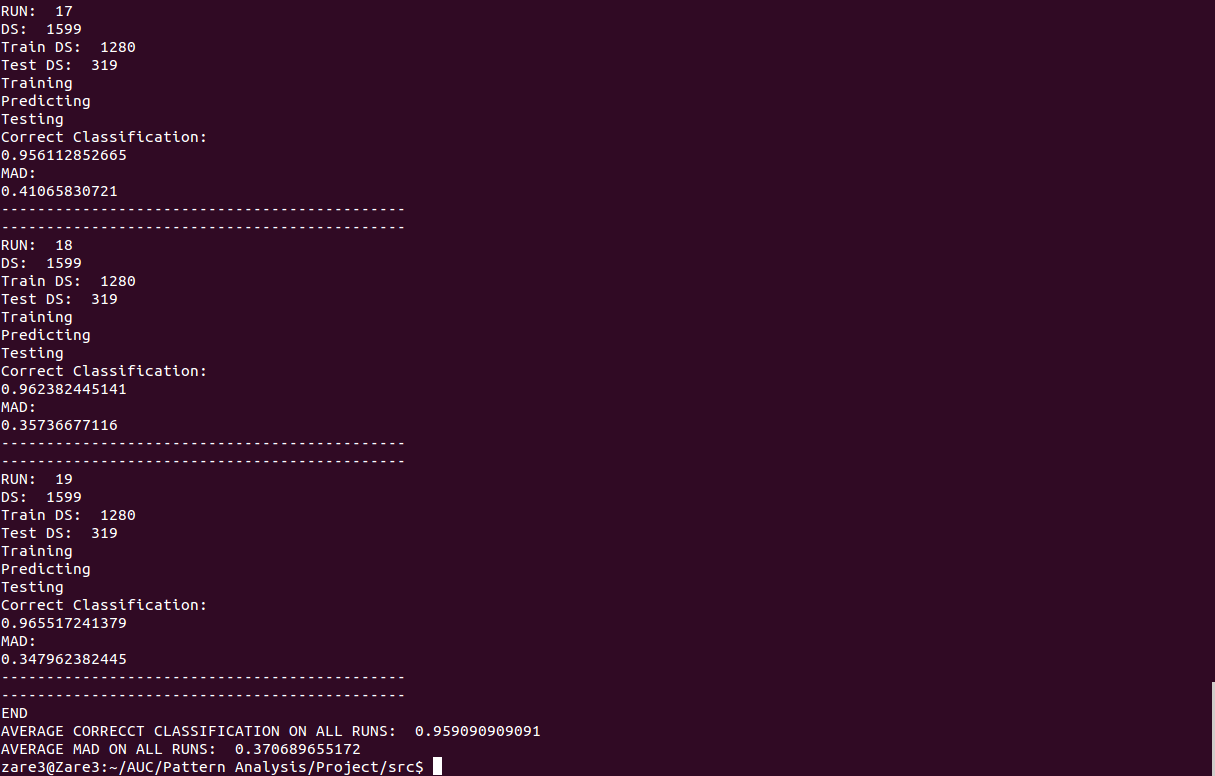 RUN:  17
DS:  1599
Train DS:  1280
Test DS:  319
Training
Predicting
Testing
Correct Classification:
0.956112852665
MAD:
0.41065830721
---------------------------------------------
---------------------------------------------
RUN:  18
DS:  1599
Train DS:  1280
Test DS:  319
Training
Predicting
Testing
Correct Classification:
0.962382445141
MAD:
0.35736677116
---------------------------------------------
---------------------------------------------
RUN:  19
DS:  1599
Train DS:  1280
Test DS:  319
Training
Predicting
Testing
Correct Classification:
0.965517241379
MAD:
0.347962382445
---------------------------------------------
---------------------------------------------
END
AVERAGE CORRECCT CLASSIFICATION ON ALL RUNS:  0.959090909091
AVERAGE MAD ON ALL RUNS:  0.370689655172
zare3@Zare3:~/AUC/Pattern Analysis/Project/src$